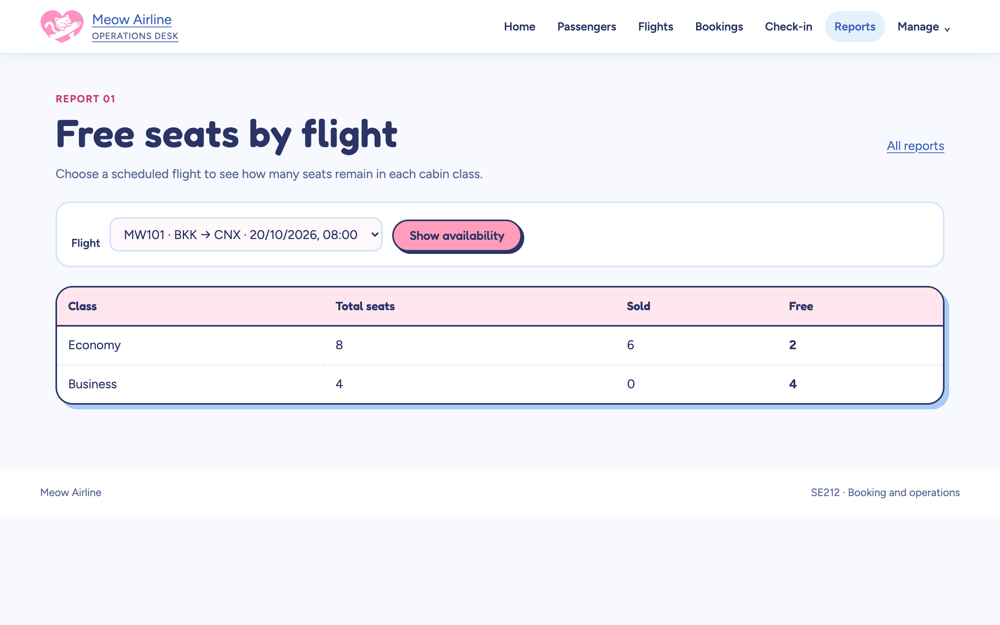 Meow Airline
OPERATIONS DESK
Home Passengers Flights Bookings Check-in Reports Manage
REPORT 01
Free seats by flight
All reports
Choose a scheduled flight to see how many seats remain in each cabin class.
Flight MW101 · BKK → CNX · 20/10/2026, 08:00 Show availability
Class Total seats Sold Free
Economy 8 6 2
Business 4 0 4
Meow Airline SE212 · Booking and operations